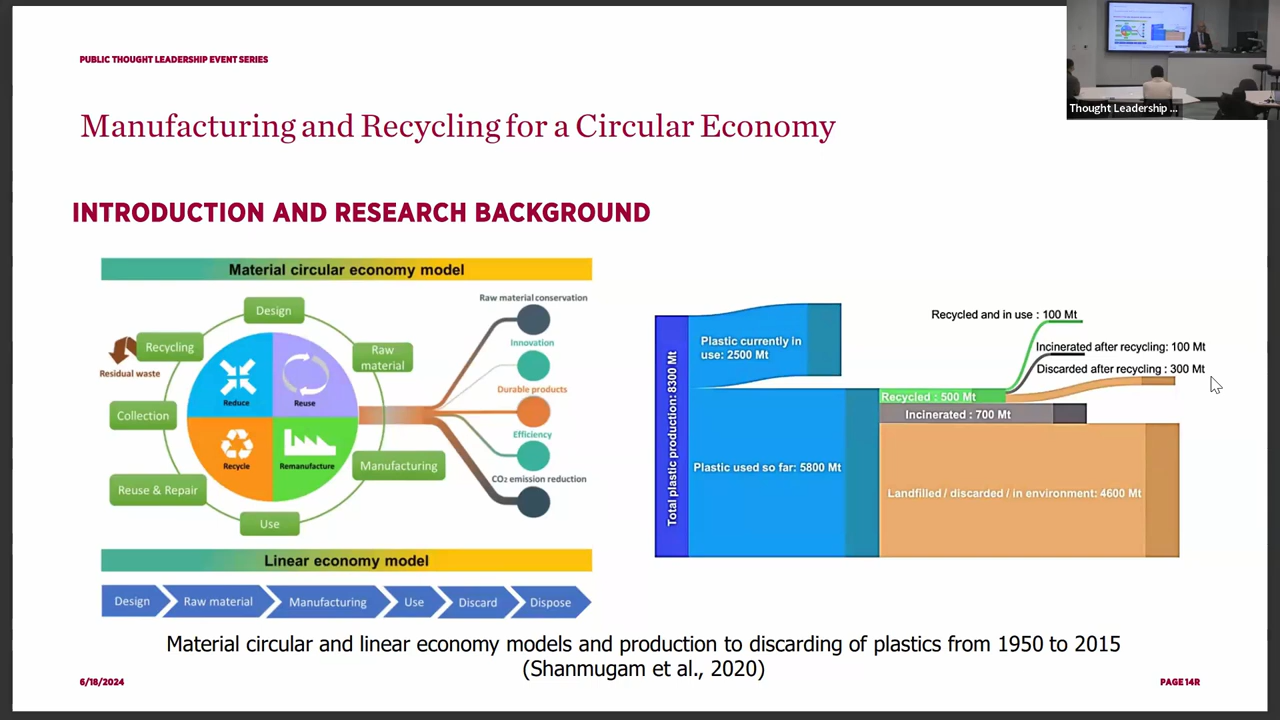 PUBLIC THOUGHT LEADERSHIP EVENT SERIES
Thought Leadership ...
Manufacturing and Recycling for a Circular Economy
INTRODUCTION AND RESEARCH BACKGROUND
Material circular economy model
Design
Raw
material
Manufacturing
Use
Reuse & Repair
Collection
Recycling
Residual waste
Reduce
Reuse
Recycle
Remanufacture
Raw material conservation
Innovation
Durable products
Efficiency
CO2 emission reduction
Linear economy model
Design
Raw material
Manufacturing
Use
Discard
Dispose
Total plastic production: 8300 Mt
Plastic currently in
use: 2500 Mt
Plastic used so far: 5800 Mt
Recycled and in use : 100 Mt
Incinerated after recycling: 100 Mt
Discarded after recycling : 300 Mt
Recycled : 500 Mt
Incinerated : 700 Mt
Landfilled / discarded / in environment: 4600 Mt
Material circular and linear economy models and production to discarding of plastics from 1950 to 2015
(Shanmugam et al., 2020)
6/18/2024
PAGE 14R